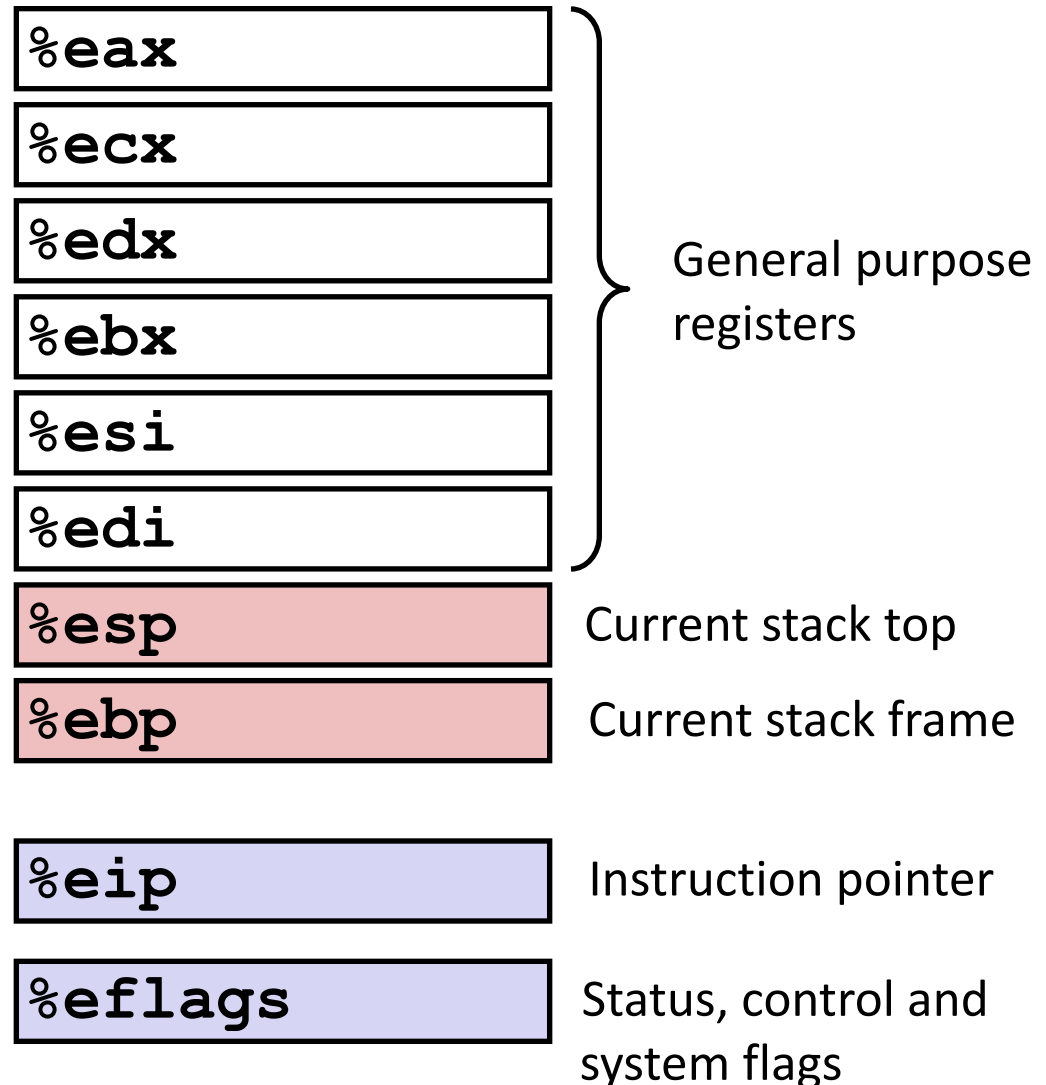 %eax
%ecx
%edx
General purpose
registers
%ebx
%esi
%edi
%esp Current stack top
%ebp Current stack frame
%eip Instruction pointer
%eflags Status, control and
system flags